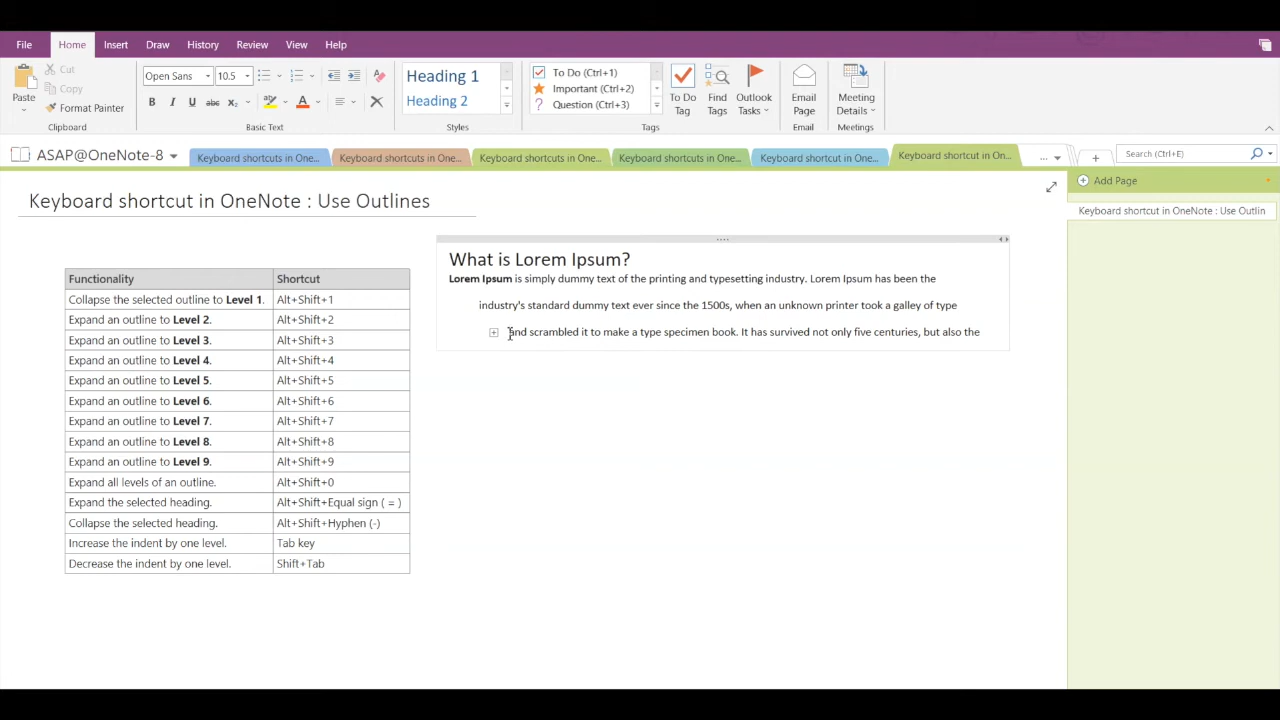 File Home Insert Draw History Review View Help
Paste Cut Copy Format Painter Clipboard
Open Sans 10.5 B I U abc X₂ A Basic Text
Heading 1
Heading 2
Styles
To Do (Ctrl+1)
Important (Ctrl+2)
Question (Ctrl+3)
To Do Tag Find Tags Outlook Tasks Tags
Email Page Email
Meeting Details Meetings
ASAP@OneNote-8 Keyboard shortcuts in One... Keyboard shortcuts in One... Keyboard shortcuts in One... Keyboard shortcuts in One... Keyboard shortcut in One... Keyboard shortcut in On... ... + Search (Ctrl+E)
Add Page
Keyboard shortcut in OneNote : Use Outlin
Keyboard shortcut in OneNote : Use Outlines
Functionality Shortcut
Collapse the selected outline to Level 1. Alt+Shift+1
Expand an outline to Level 2. Alt+Shift+2
Expand an outline to Level 3. Alt+Shift+3
Expand an outline to Level 4. Alt+Shift+4
Expand an outline to Level 5. Alt+Shift+5
Expand an outline to Level 6. Alt+Shift+6
Expand an outline to Level 7. Alt+Shift+7
Expand an outline to Level 8. Alt+Shift+8
Expand an outline to Level 9. Alt+Shift+9
Expand all levels of an outline. Alt+Shift+0
Expand the selected heading. Alt+Shift+Equal sign ( = )
Collapse the selected heading. Alt+Shift+Hyphen (-)
Increase the indent by one level. Tab key
Decrease the indent by one level. Shift+Tab
What is Lorem Ipsum?
Lorem Ipsum is simply dummy text of the printing and typesetting industry. Lorem Ipsum has been the
industry's standard dummy text ever since the 1500s, when an unknown printer took a galley of type
and scrambled it to make a type specimen book. It has survived not only five centuries, but also the